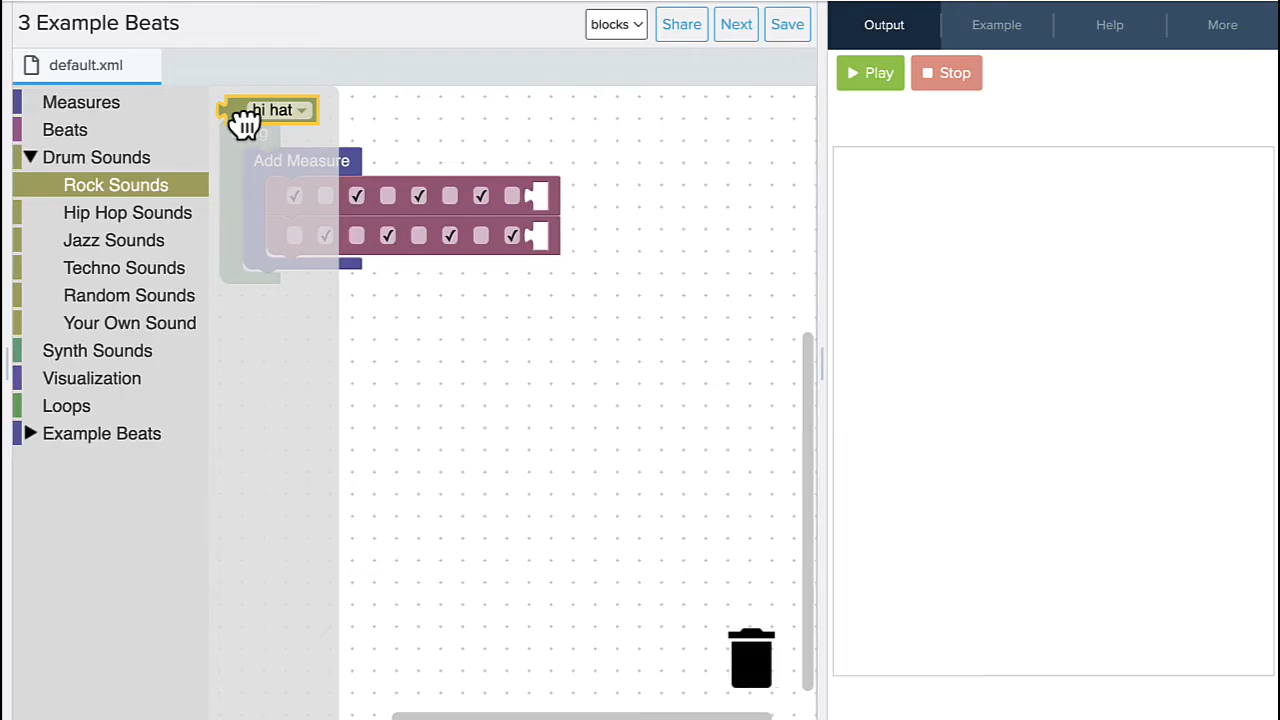 3 Example Beats
blocks
Share
Next
Save
Output
Example
Help
More
default.xml
Play
Stop
Measures
Beats
Drum Sounds
Rock Sounds
Hip Hop Sounds
Jazz Sounds
Techno Sounds
Random Sounds
Your Own Sound
Synth Sounds
Visualization
Loops
Example Beats
hi hat
Add Measure